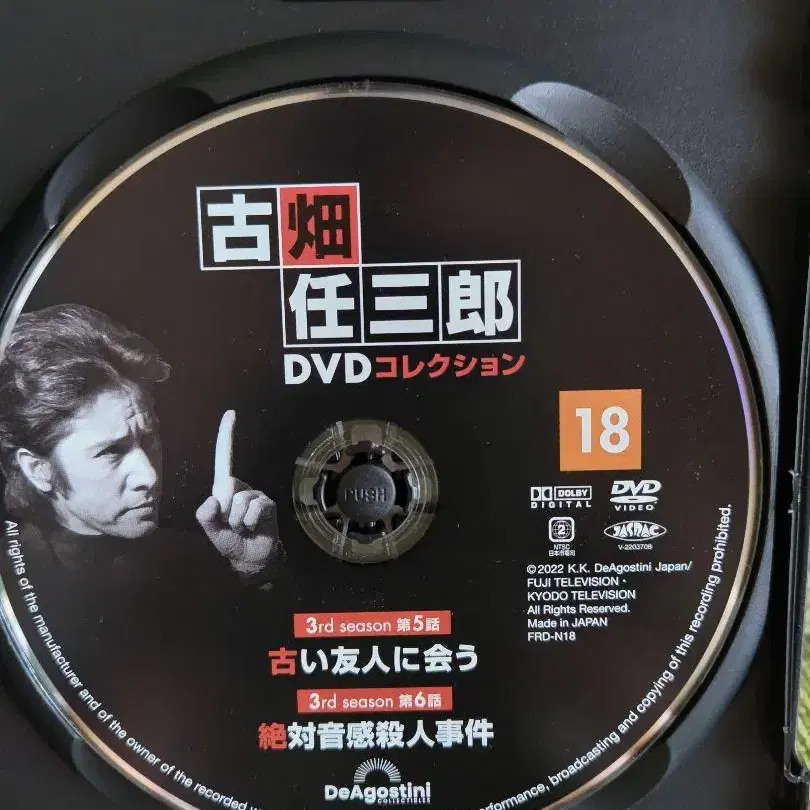 古畑
任三郎
DVDコレクション
18
DOLBY
DIGITAL
DVD
VIDEO
2
NTSC
日本市場向
JASRAC
V-2203709
©2022 K.K. DeAgostini Japan/
FUJI TELEVISION・
KYODO TELEVISION
All Rights Reserved.
Made in JAPAN
FRD-N18
PUSH
3rd season 第5話
古い友人に会う
3rd season 第6話
絶対音感殺人事件
DeAgostini
COLLECTIBLES
All rights of the manufacturer and of the owner of the recorded
performance, broadcasting and copying of this recording prohibited.